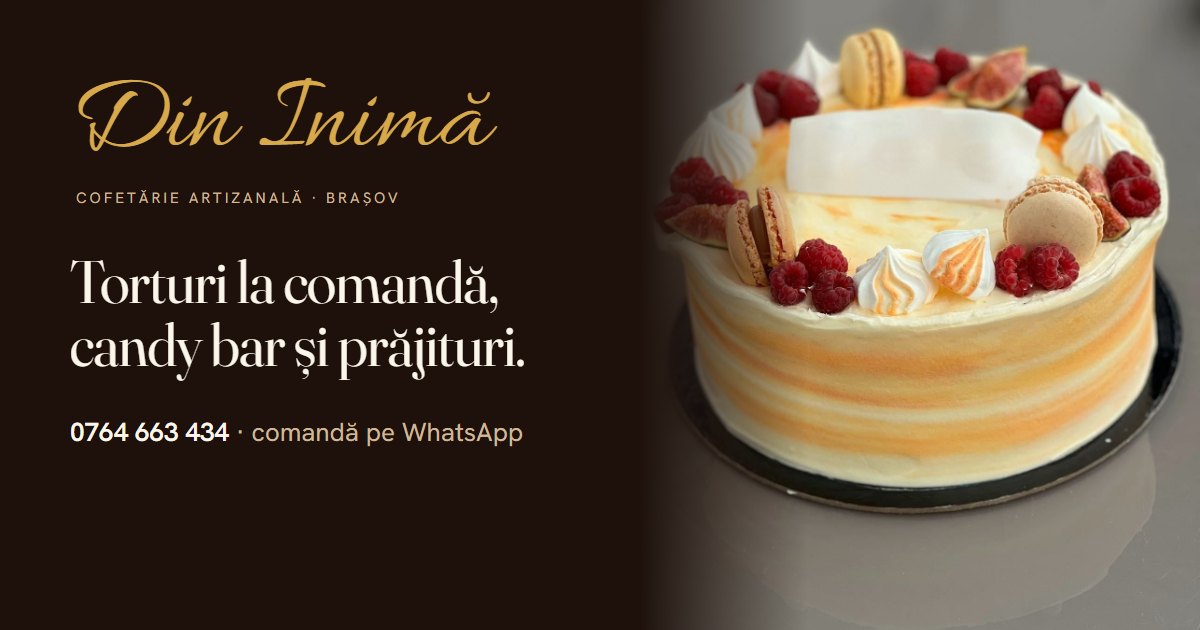 Din Inimă
COFETĂRIE ARTIZANALĂ · BRAȘOV
Torturi la comandă,
candy bar și prăjituri.
0764 663 434 · comandă pe WhatsApp